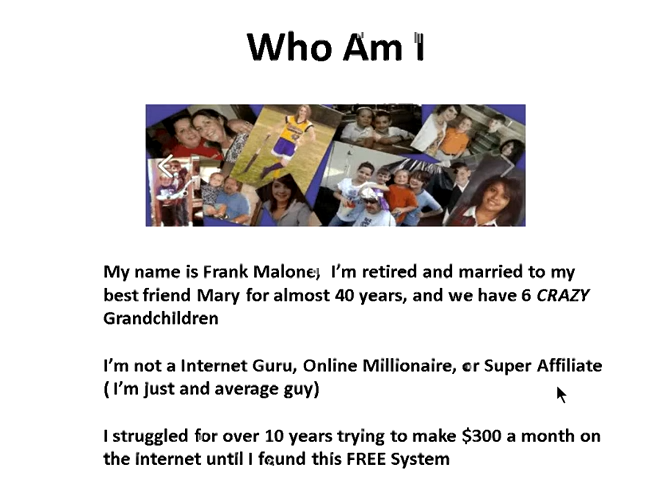 Who Am I
My name is Frank Malone, I'm retired and married to my
best friend Mary for almost 40 years, and we have 6 CRAZY
Grandchildren
I'm not a Internet Guru, Online Millionaire, or Super Affiliate
( I'm just and average guy)
I struggled for over 10 years trying to make $300 a month on
the internet until I found this FREE System